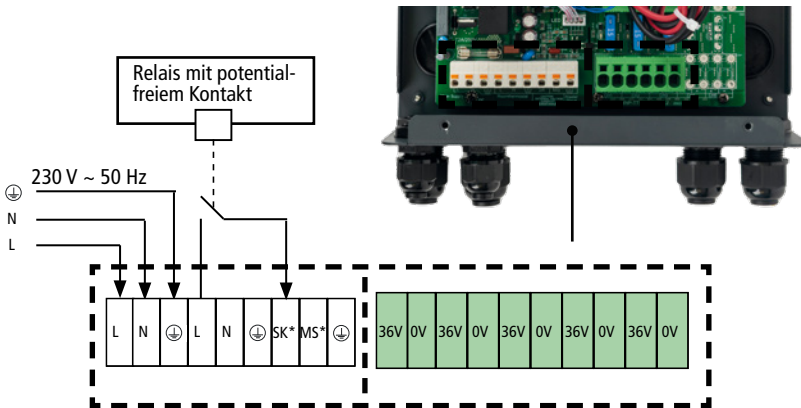 Relais mit potential-
freiem Kontakt
230 V ~ 50 Hz
N
L
L N L N SK* MS*
36V 0V 36V 0V 36V 0V 36V 0V 36V 0V